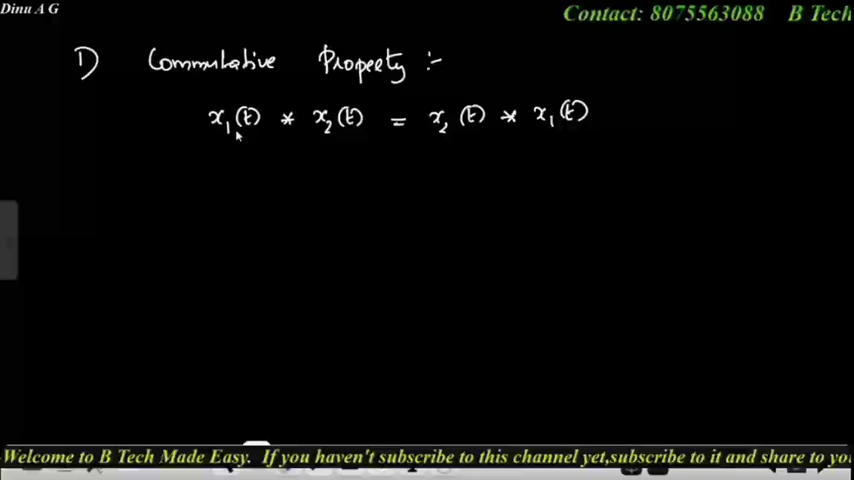 Dinu A G
Contact: 8075563088 B Tech
1) Commutative Property :-
x₁(t) * x₂(t) = x₂(t) * x₁(t)
Welcome to B Tech Made Easy. If you haven't subscribe to this channel yet,subscribe to it and share to yo